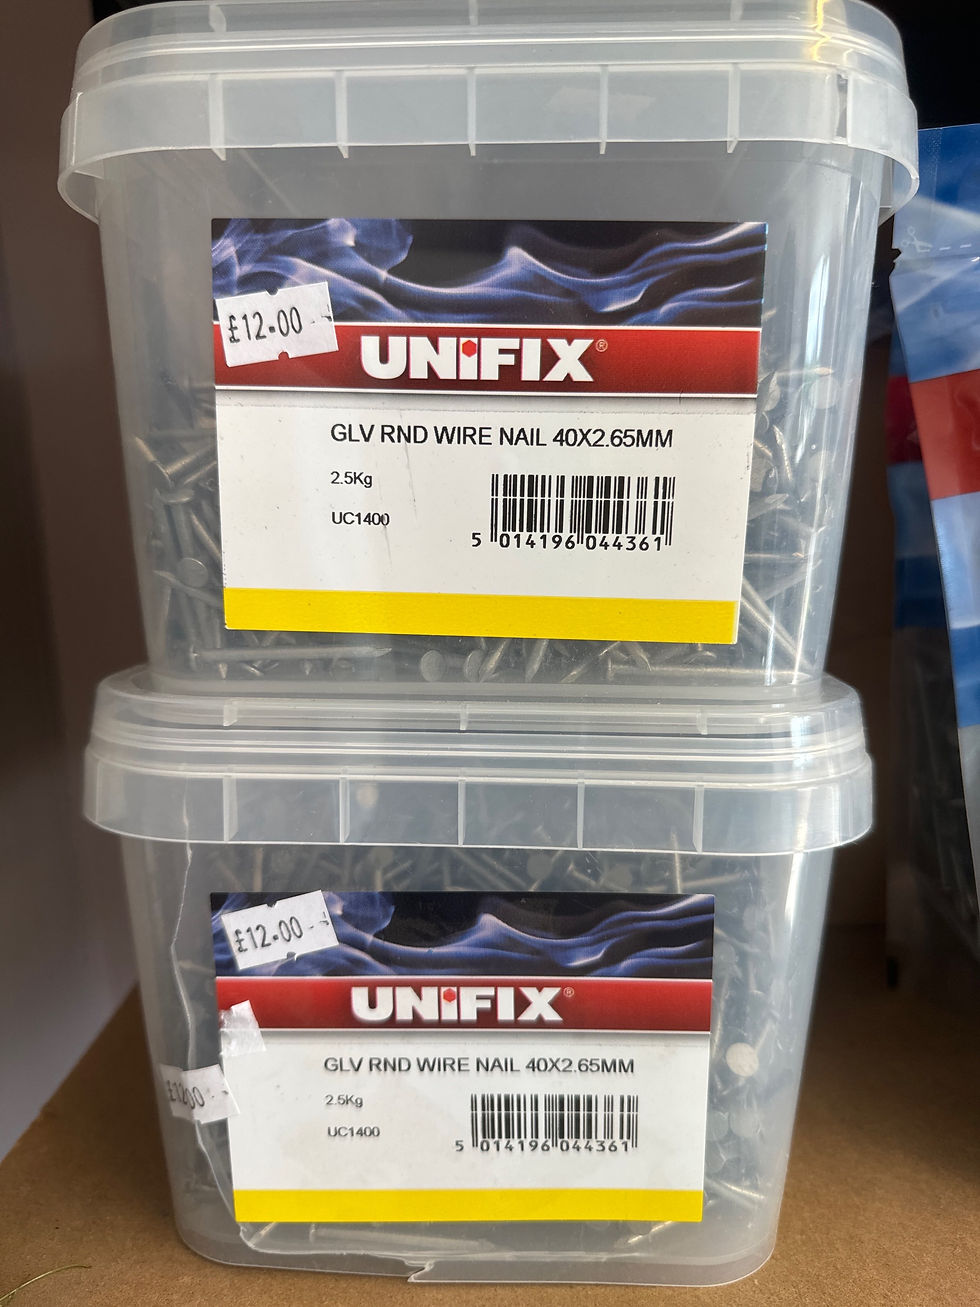 £12.00
UNiFIX®
GLV RND WIRE NAIL 40X2.65MM
2.5Kg
UC1400
5 014196 044361
£12.00
UNiFIX®
GLV RND WIRE NAIL 40X2.65MM
£1200
2.5Kg
UC1400
5 014196 044361